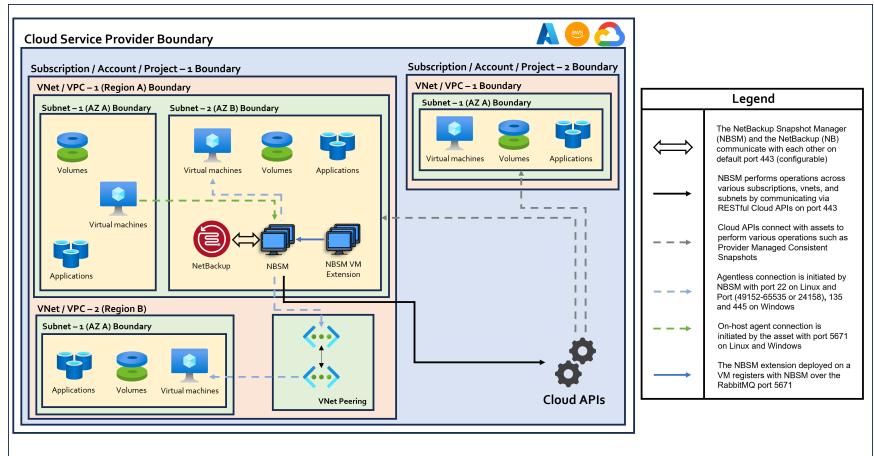 aws
Cloud Service Provider Boundary
Subscription / Account / Project – 1 Boundary
VNet / VPC – 1 (Region A) Boundary
Subnet – 1 (AZ A) Boundary
Volumes
Virtual machines
Applications
Subnet – 2 (AZ B) Boundary
Virtual machines
Volumes
Applications
NetBackup
NBSM
NBSM VM
Extension
VNet / VPC – 2 (Region B)
Subnet – 1 (AZ A) Boundary
Applications
Volumes
Virtual machines
VNet Peering
Subscription / Account / Project – 2 Boundary
VNet / VPC – 1 Boundary
Subnet – 1 (AZ A) Boundary
Virtual machines
Volumes
Applications
Cloud APIs
Legend
The NetBackup Snapshot Manager
(NBSM) and the NetBackup (NB)
communicate with each other on
default port 443 (configurable)
NBSM performs operations across
various subscriptions, vnets, and
subnets by communicating via
RESTful Cloud APIs on port 443
Cloud APIs connect with assets to
perform various operations such as
Provider Managed Consistent
Snapshots
Agentless connection is initiated by
NBSM with port 22 on Linux and
Port (49152-65535 or 24158), 135
and 445 on Windows
On-host agent connection is
initiated by the asset with port 5671
on Linux and Windows
The NBSM extension deployed on a
VM registers with NBSM over the
RabbitMQ port 5671